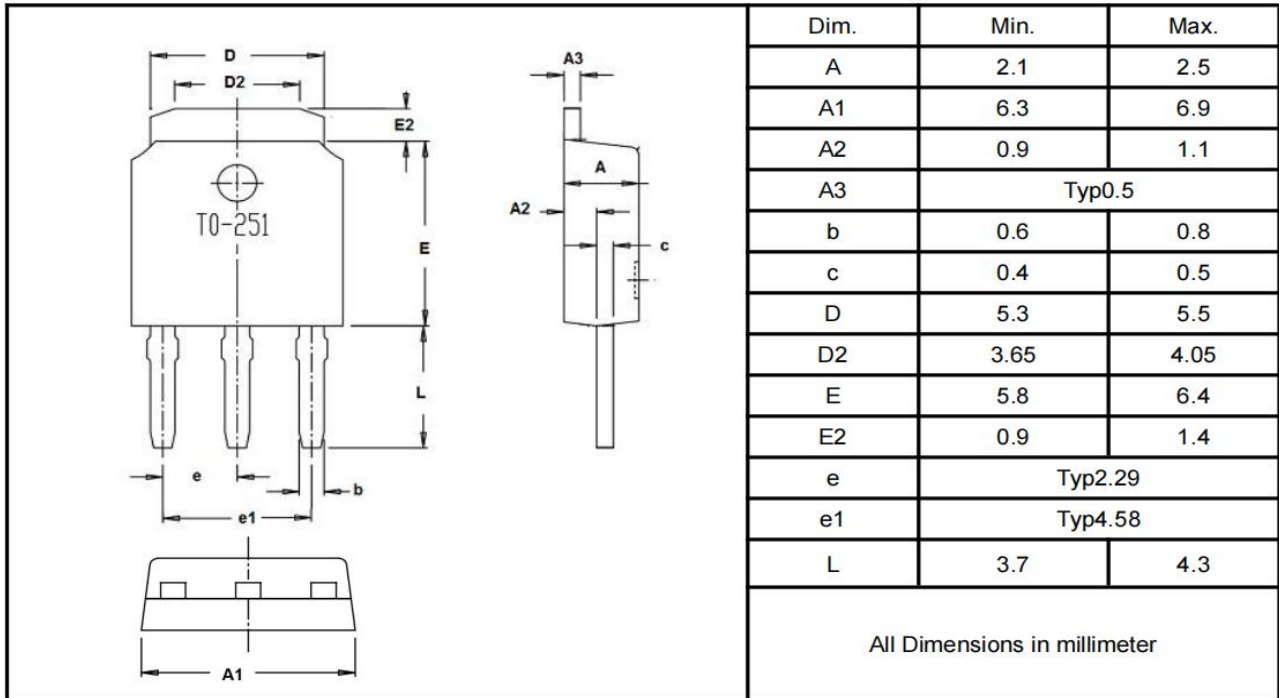 D
D2
E2
TO-251
E
L
e
b
e1
A1
A3
A
A2
c
Dim. Min. Max.
A 2.1 2.5
A1 6.3 6.9
A2 0.9 1.1
A3 Typ0.5
b 0.6 0.8
c 0.4 0.5
D 5.3 5.5
D2 3.65 4.05
E 5.8 6.4
E2 0.9 1.4
e Typ2.29
e1 Typ4.58
L 3.7 4.3
All Dimensions in millimeter